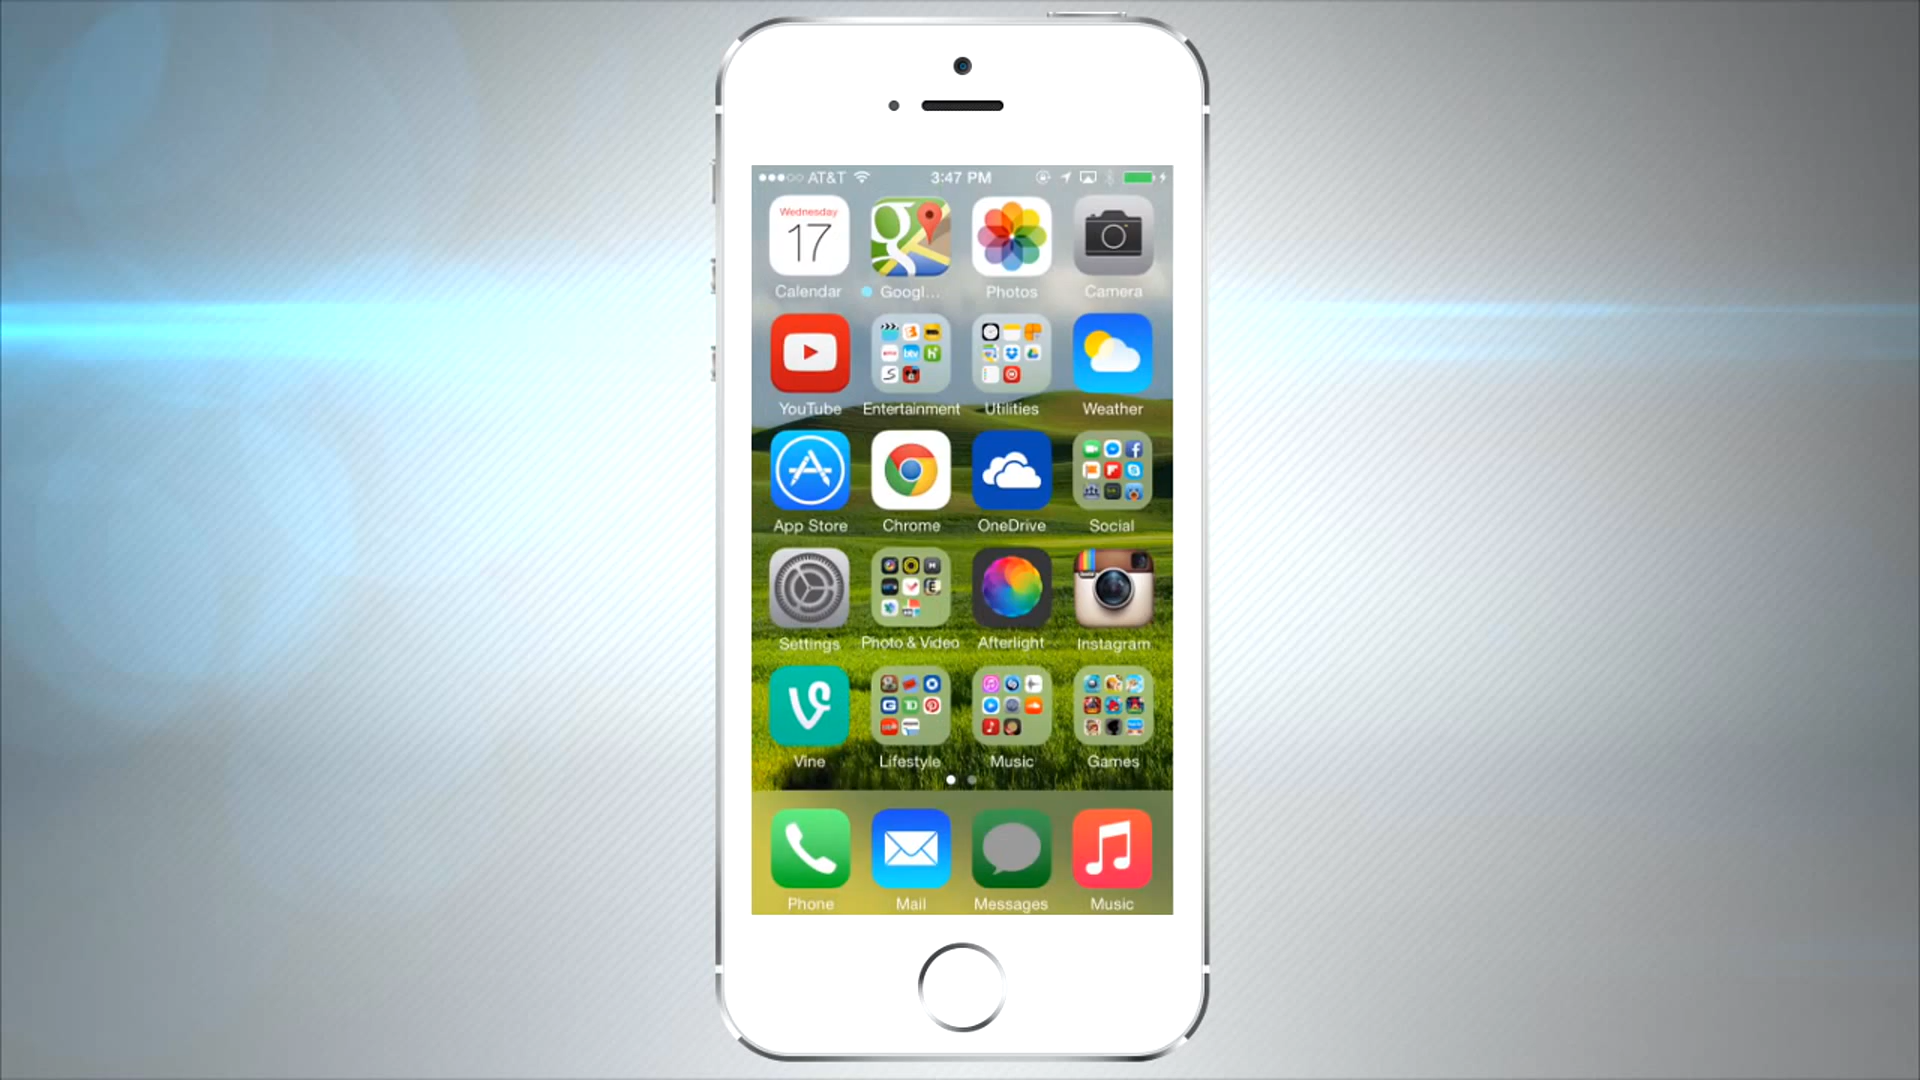 AT&T 3:47 PM
Wednesday
17
Calendar Googl... Photos Camera
YouTube Entertainment Utilities Weather
App Store Chrome OneDrive Social
Settings Photo & Video Afterlight Instagram
Vine Lifestyle Music Games
Phone Mail Messages Music